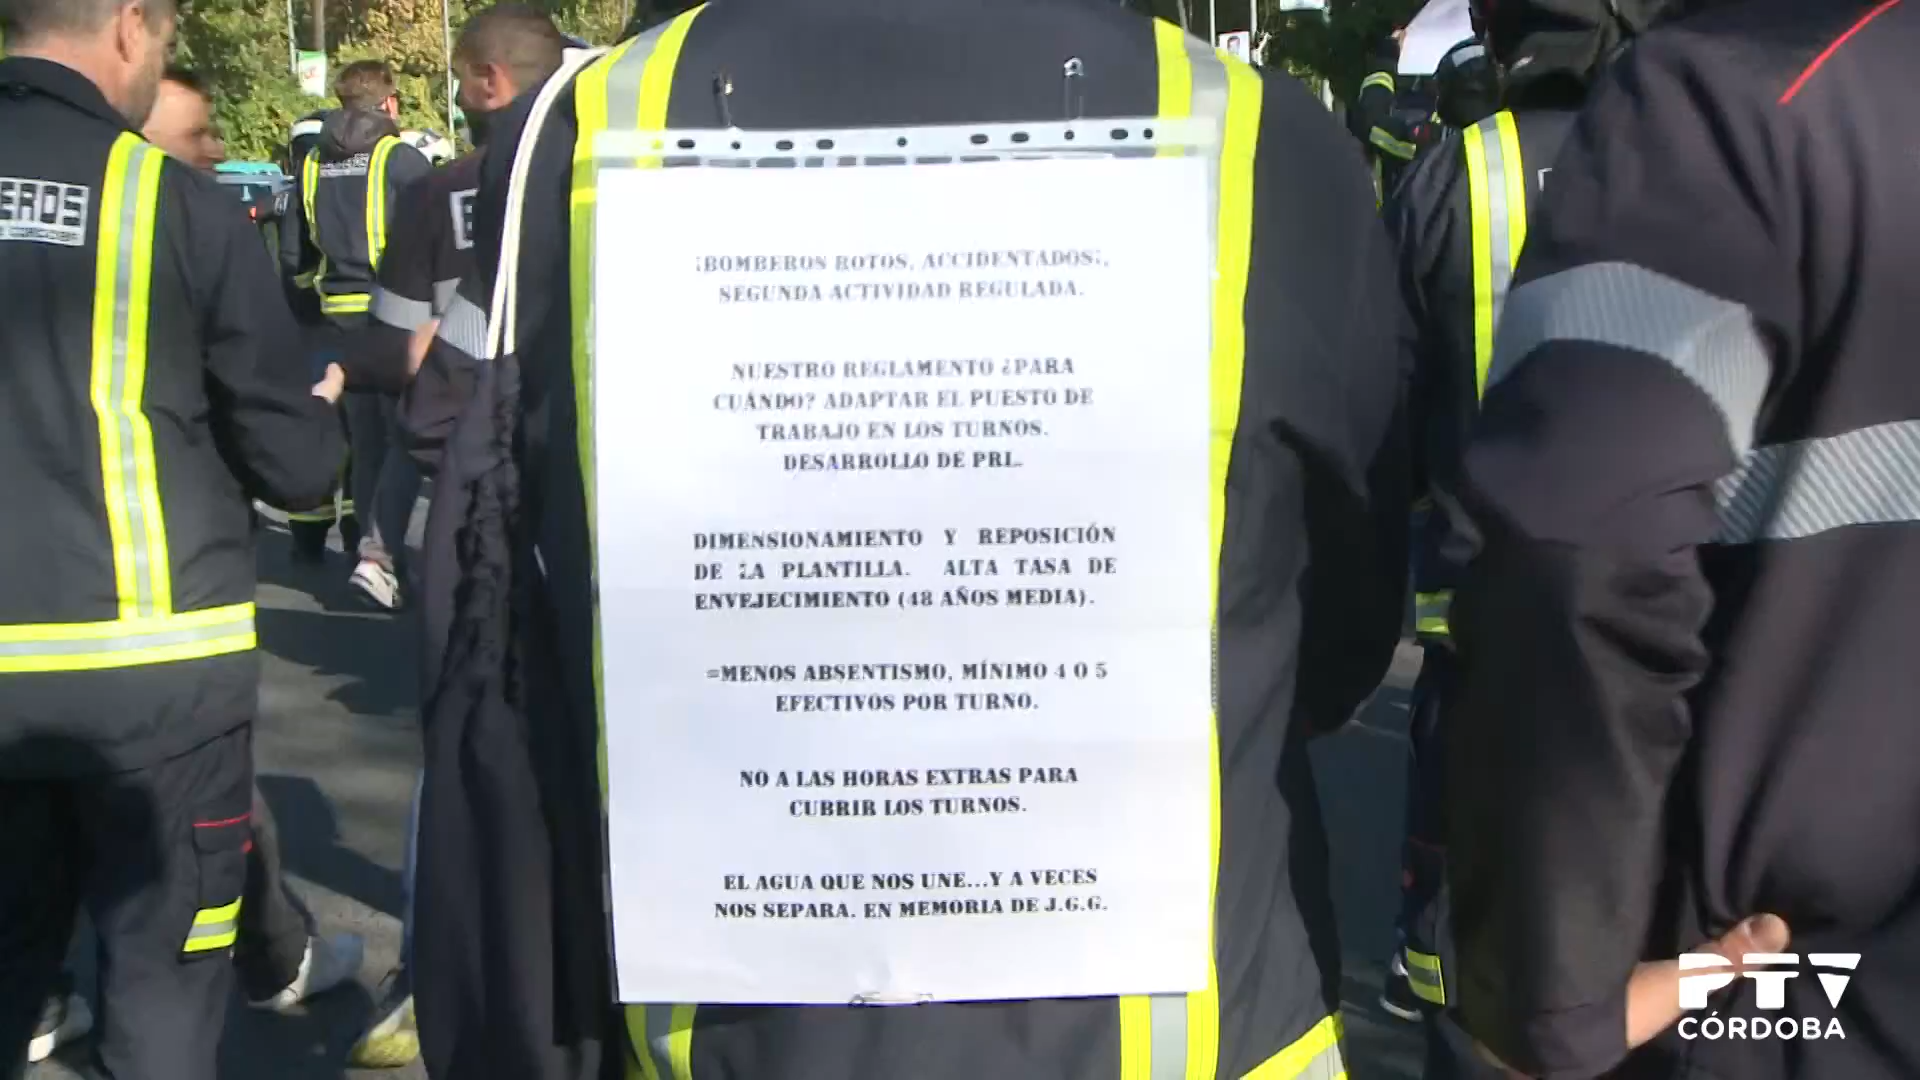 ¡BOMBEROS ROTOS, ACCIDENTADOS¡,
SEGUNDA ACTIVIDAD REGULADA.
NUESTRO REGLAMENTO ¿PARA
CUÁNDO? ADAPTAR EL PUESTO DE
TRABAJO EN LOS TURNOS.
DESARROLLO DE PRL.
DIMENSIONAMIENTO Y REPOSICIÓN
DE LA PLANTILLA. ALTA TASA DE
ENVEJECIMIENTO (48 AÑOS MEDIA).
=MENOS ABSENTISMO, MÍNIMO 4 O 5
EFECTIVOS POR TURNO.
NO A LAS HORAS EXTRAS PARA
CUBRIR LOS TURNOS.
EL AGUA QUE NOS UNE...Y A VECES
NOS SEPARA. EN MEMORIA DE J.G.G.
PTV
CÓRDOBA